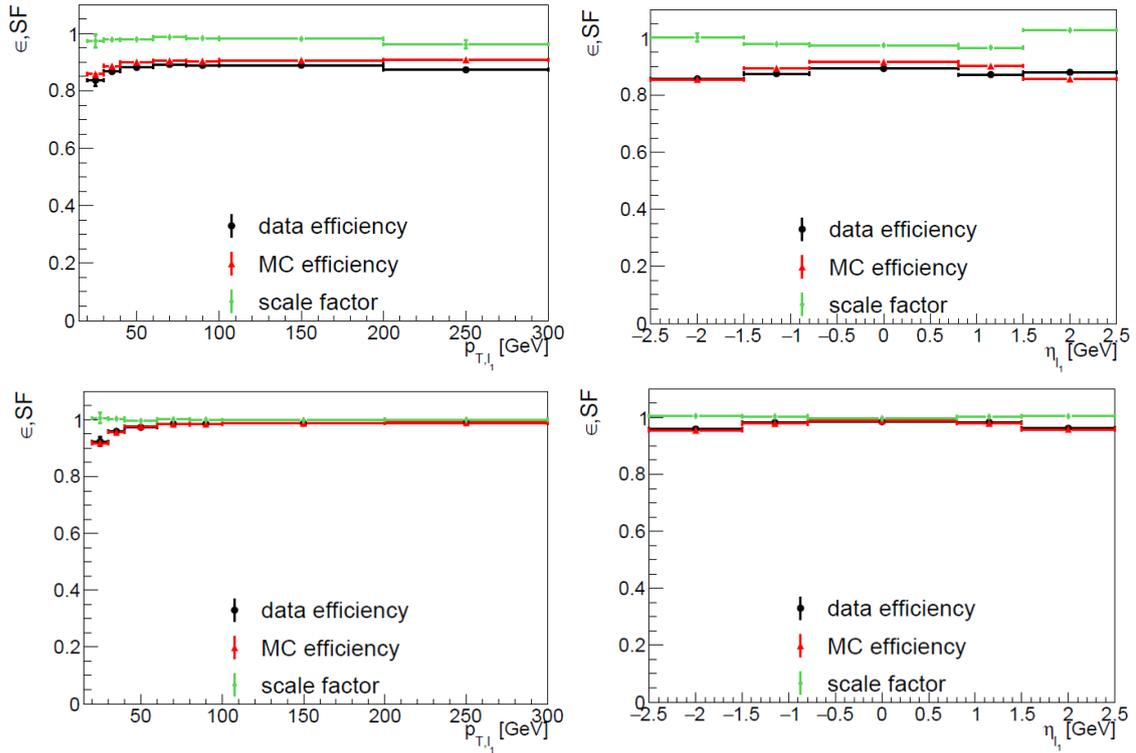 ϵ,SF
1
0.8
0.6
0.4
0.2
0
data efficiency
MC efficiency
scale factor
50 100 150 200 250 300
p_{T,l_1} [GeV]
ϵ,SF
1
0.8
0.6
0.4
0.2
0
data efficiency
MC efficiency
scale factor
−2.5 −2 −1.5 −1 −0.5 0 0.5 1 1.5 2 2.5
η_{l_1} [GeV]
ϵ,SF
1
0.8
0.6
0.4
0.2
0
data efficiency
MC efficiency
scale factor
50 100 150 200 250 300
p_{T,l_1} [GeV]
ϵ,SF
1
0.8
0.6
0.4
0.2
0
data efficiency
MC efficiency
scale factor
−2.5 −2 −1.5 −1 −0.5 0 0.5 1 1.5 2 2.5
η_{l_1} [GeV]